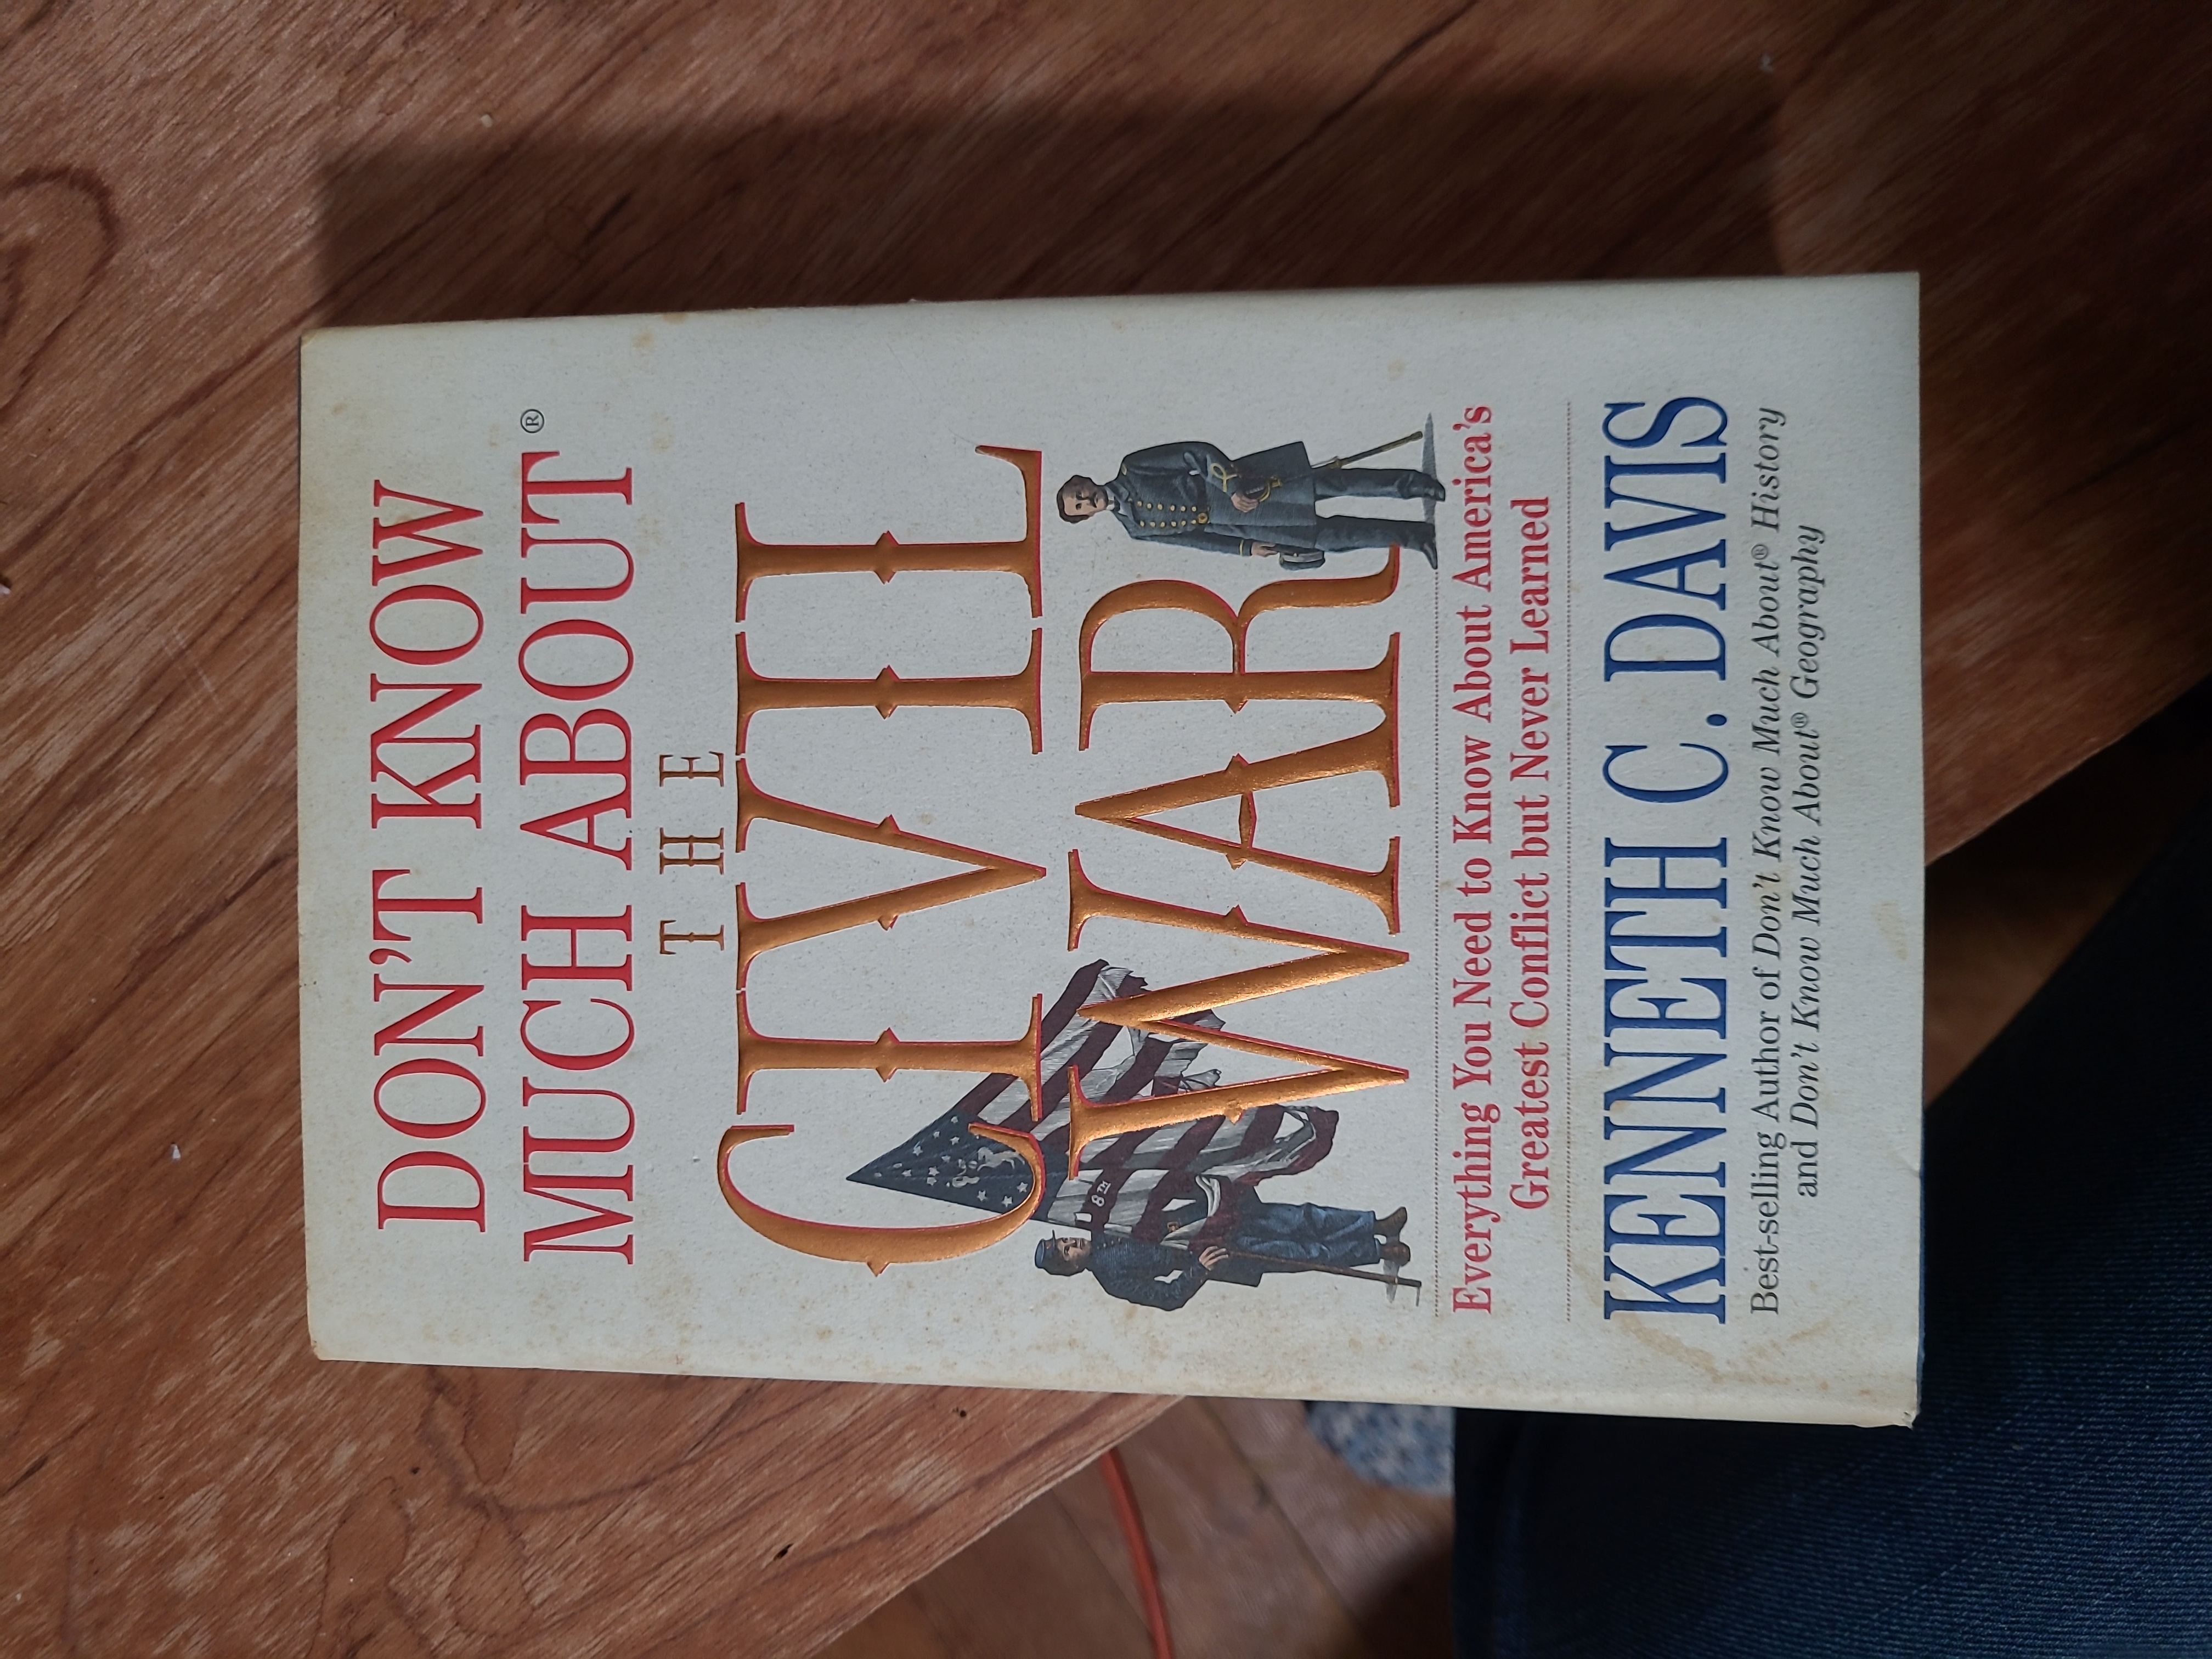 DON'T KNOW
MUCH ABOUT®
THE
CIVIL
WAR
8TH
Everything You Need to Know About America's
Greatest Conflict but Never Learned
KENNETH C. DAVIS
Best-selling Author of Don't Know Much About® History
and Don't Know Much About® Geography